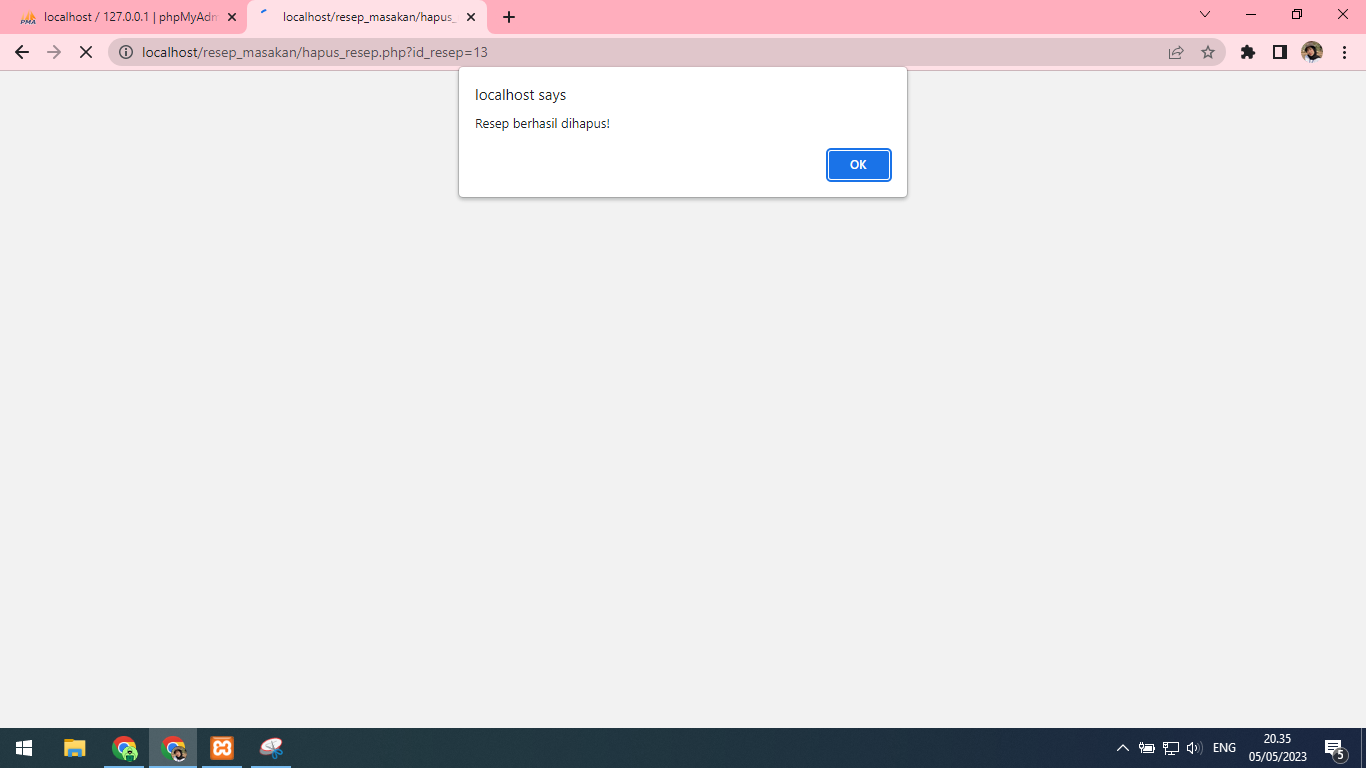 localhost / 127.0.0.1 | phpMyAdm
localhost/resep_masakan/hapus_
localhost/resep_masakan/hapus_resep.php?id_resep=13
localhost says
Resep berhasil dihapus!
OK
ENG
20.35
05/05/2023
5
PMA